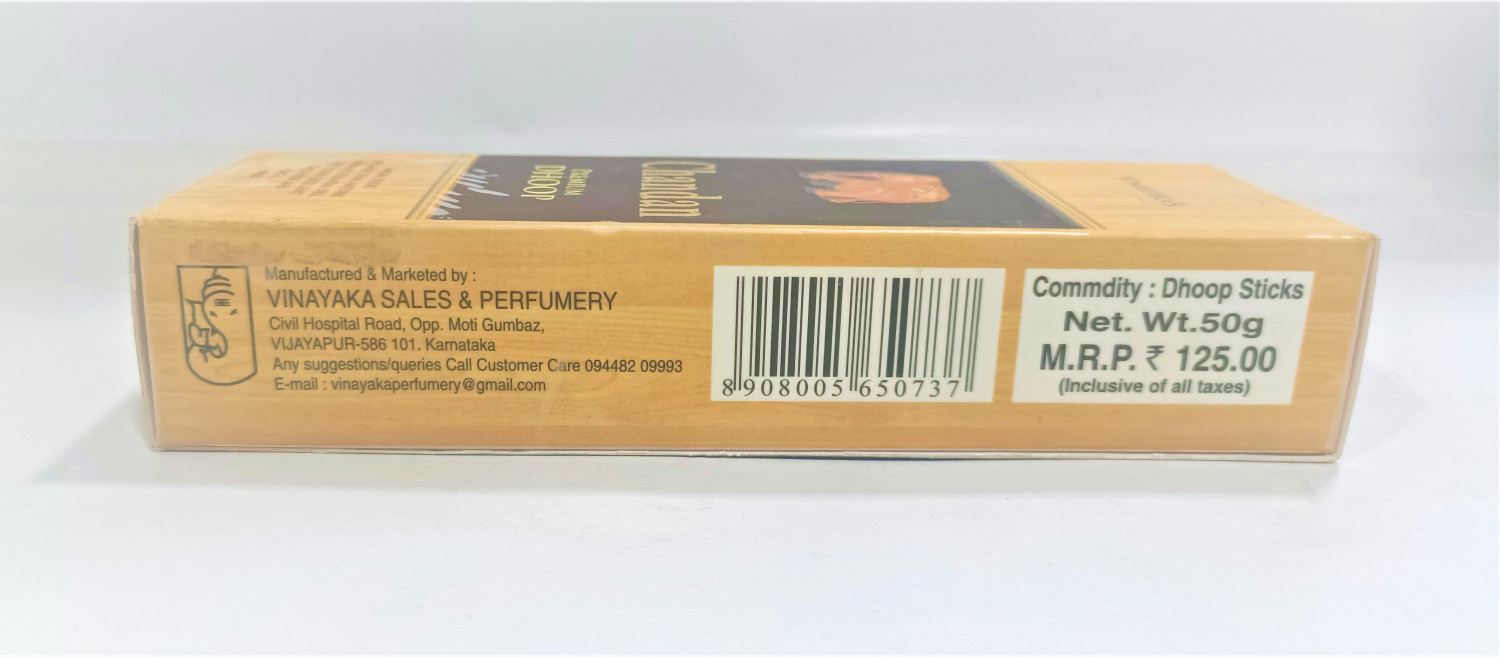 Chandan
PREMIUM
DHOOP
Manufactured & Marketed by :
VINAYAKA SALES & PERFUMERY
Civil Hospital Road, Opp. Moti Gumbaz,
VIJAYAPUR-586 101. Karnataka
Any suggestions/queries Call Customer Care 094482 09993
E-mail : vinayakaperfumery@gmail.com
8 908005 650737
Commdity : Dhoop Sticks
Net. Wt.50g
M.R.P. ₹ 125.00
(Inclusive of all taxes)